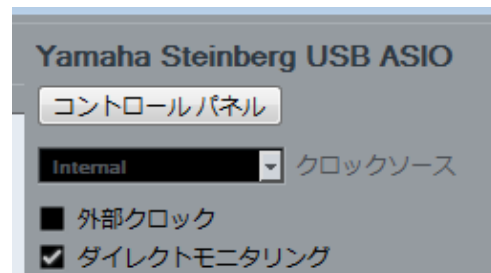 Yamaha Steinberg USB ASIO
コントロールパネル
Internal クロックソース
外部クロック
ダイレクトモニタリング